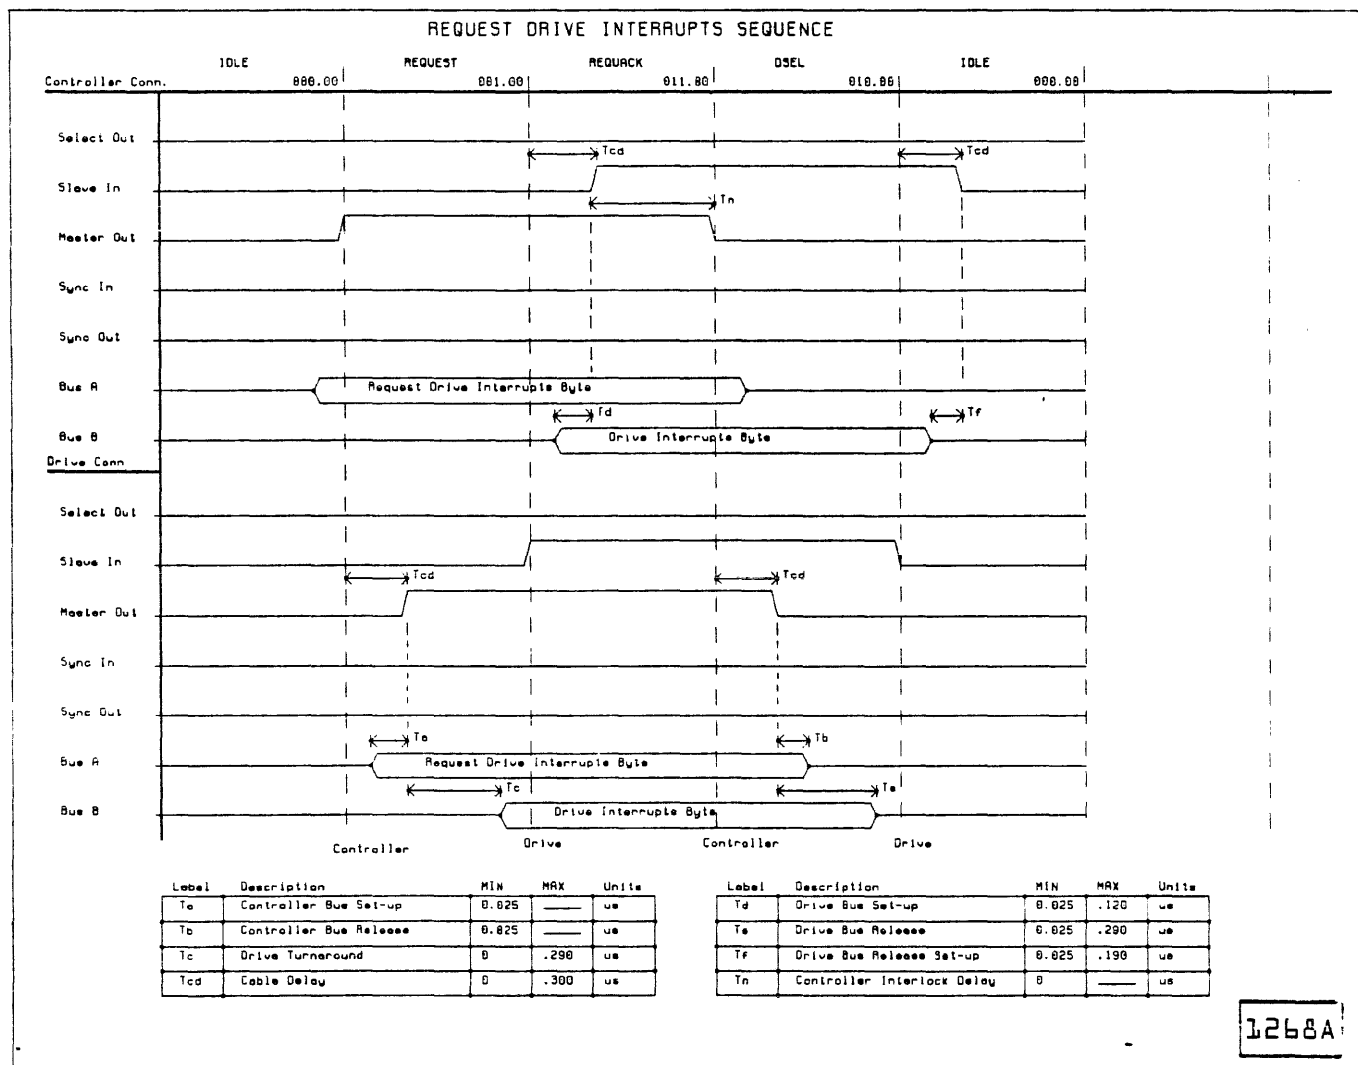 REQUEST DRIVE INTERRUPTS SEQUENCE
IDLE REQUEST REQUACK DSEL IDLE
Controller Conn. 000.00 001.00 011.00 010.00 000.00
Select Out
Tcd Tcd
Slave In
Tn
Master Out
Sync In
Sync Out
Bus A Request Drive Interrupts Byte
Td Tf
Bus B Drive Interrupts Byte
Drive Conn
Select Out
Slave In
Tcd Tcd
Master Out
Sync In
Sync Out
Ta Tb
Bus A Request Drive Interrupts Byte
Tc Te
Bus B Drive Interrupts Byte
Controller Drive Controller Drive
Label Description MIN MAX Units
Ta Controller Bus Set-up 0.025 ___ us
Tb Controller Bus Release 0.025 ___ us
Tc Drive Turnaround 0 .290 us
Tcd Cable Delay 0 .300 us
Label Description MIN MAX Units
Td Drive Bus Set-up 0.025 .120 us
Te Drive Bus Release 0.025 .290 us
Tf Drive Bus Release Set-up 0.025 .190 us
Tn Controller Interlock Delay 0 ___ us
1268A